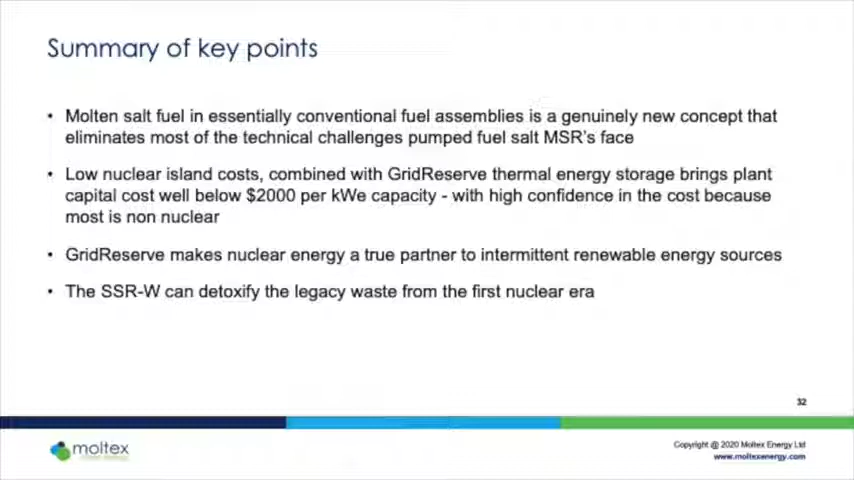 Summary of key points
• Molten salt fuel in essentially conventional fuel assemblies is a genuinely new concept that
eliminates most of the technical challenges pumped fuel salt MSR's face
• Low nuclear island costs, combined with GridReserve thermal energy storage brings plant
capital cost well below $2000 per kWe capacity - with high confidence in the cost because
most is non nuclear
• GridReserve makes nuclear energy a true partner to intermittent renewable energy sources
• The SSR-W can detoxify the legacy waste from the first nuclear era
32
moltex
Copyright @ 2020 Moltex Energy Ltd
www.moltexenergy.com